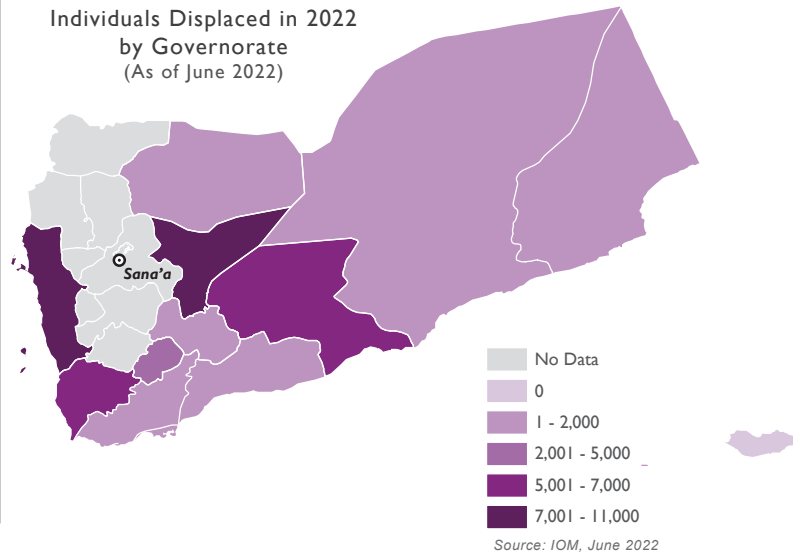 Individuals Displaced in 2022
by Governorate
(As of June 2022)
Sana'a
No Data
0
1 - 2,000
2,001 - 5,000
5,001 - 7,000
7,001 - 11,000
Source: IOM, June 2022